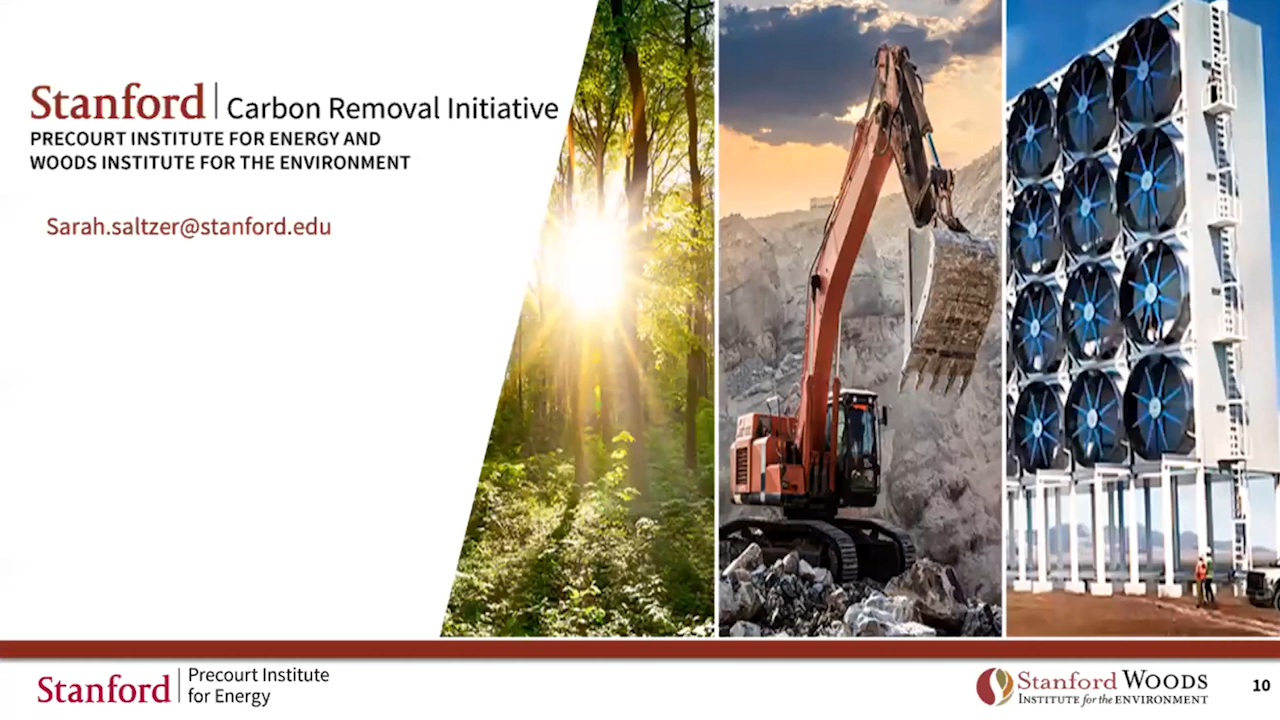 Stanford Carbon Removal Initiative
PRECOURT INSTITUTE FOR ENERGY AND
WOODS INSTITUTE FOR THE ENVIRONMENT
Sarah.saltzer@stanford.edu
Stanford
Precourt Institute
for Energy
Stanford WOODS
INSTITUTE for the ENVIRONMENT
10